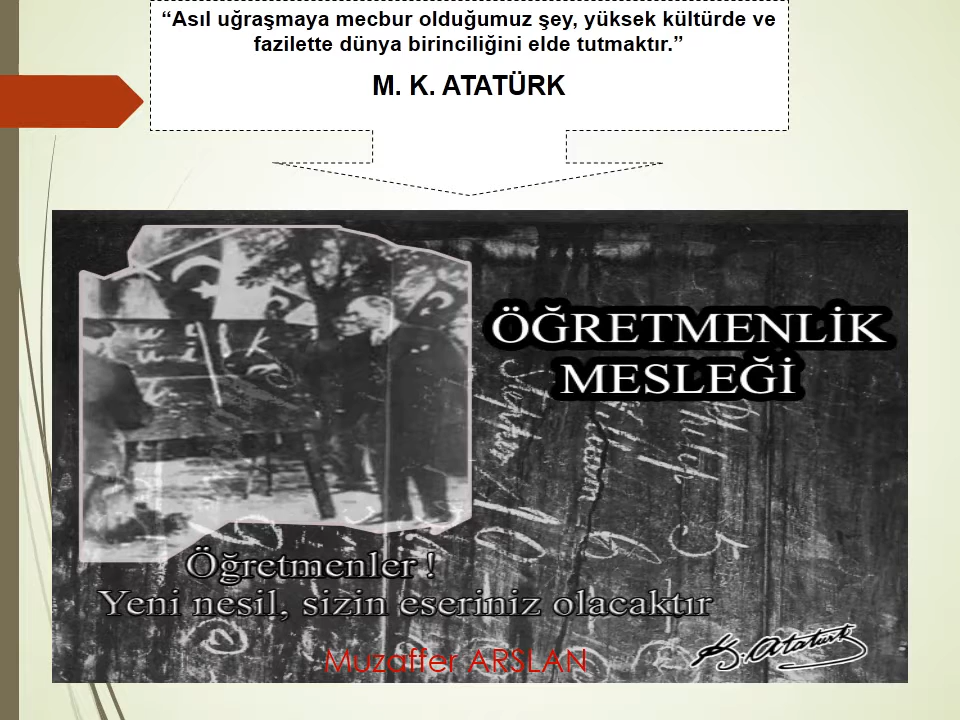 “Asıl uğraşmaya mecbur olduğumuz şey, yüksek kültürde ve
fazilette dünya birinciliğini elde tutmaktır.”
M. K. ATATÜRK
ÖĞRETMENLİK
MESLEĞİ
Öğretmenler !
Yeni nesil, sizin eseriniz olacaktır
K. Atatürk
Muzaffer ARSLAN